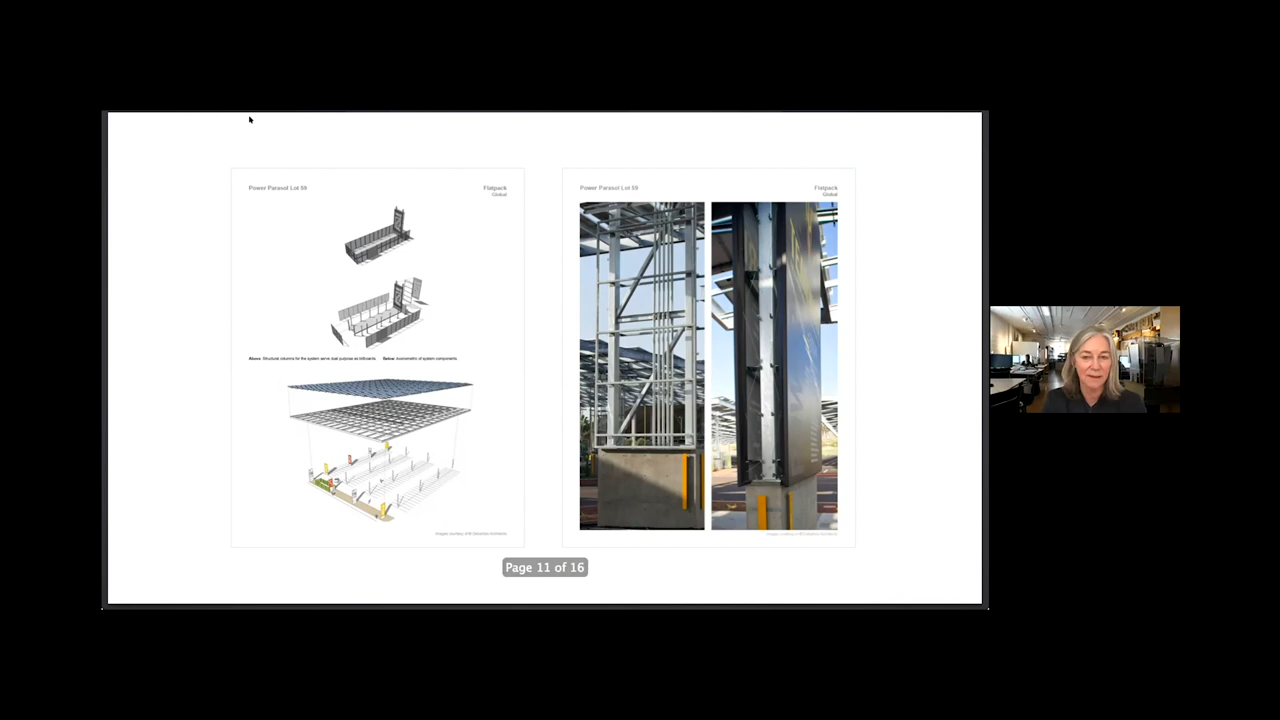 Power Parasol Lot 59
Flatpack
Global
Above Structural columns for the system serve dual purpose as billboards. Below Axonometric of system components.
Power Parasol Lot 59
Flatpack
Global
Page 11 of 16